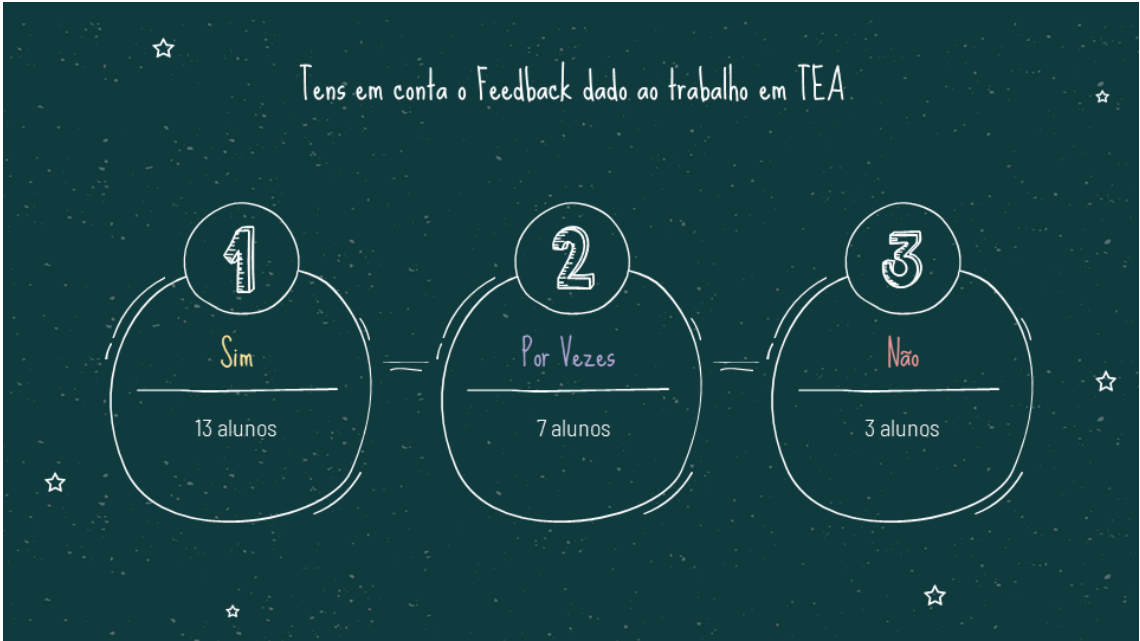 Tens em conta o Feedback dado ao trabalho em TEA
1
2
3
Sim
Por Vezes
Não
13 alunos
7 alunos
3 alunos